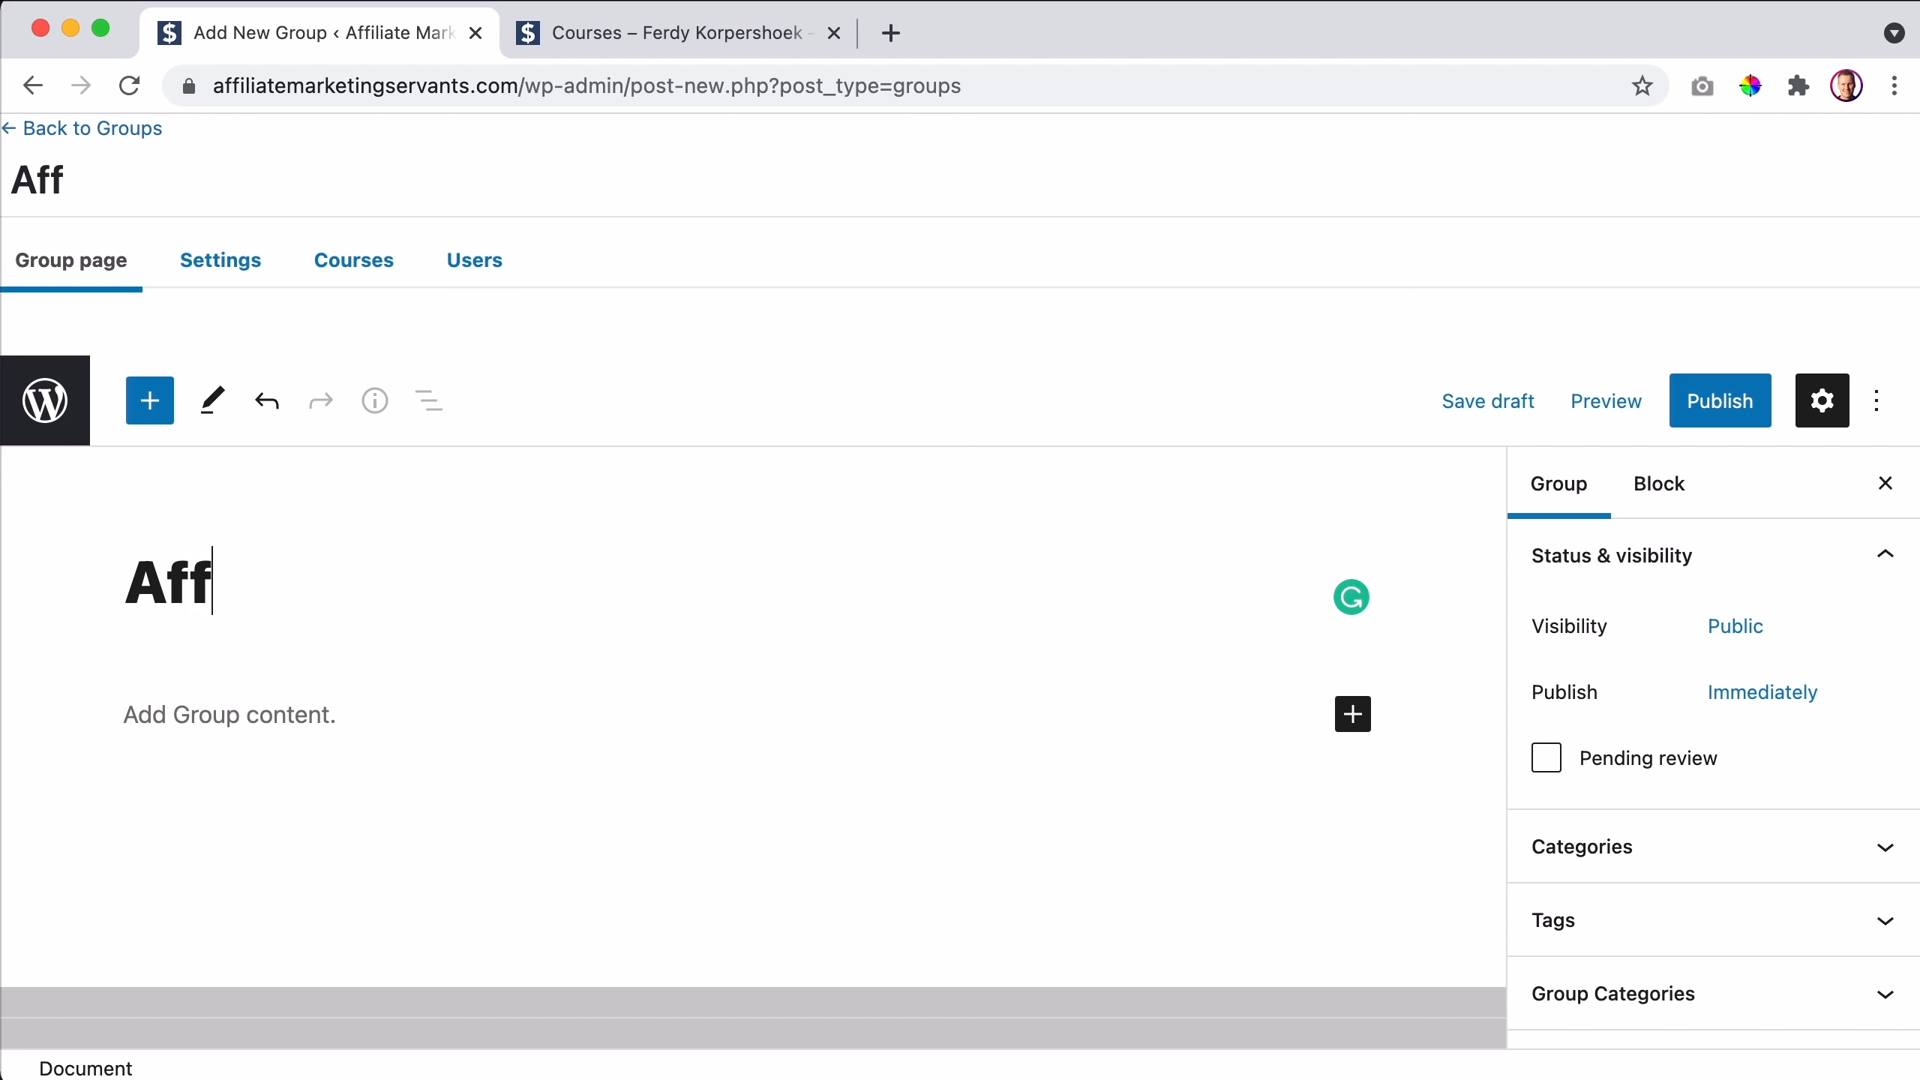 Add New Group ‹ Affiliate Mark
Courses – Ferdy Korpershoek -
affiliatemarketingservants.com/wp-admin/post-new.php?post_type=groups
← Back to Groups
Aff
Group page Settings Courses Users
Save draft Preview Publish
Group Block
Aff
Status & visibility
Visibility Public
Add Group content.
Publish Immediately
Pending review
Categories
Tags
Group Categories
Document